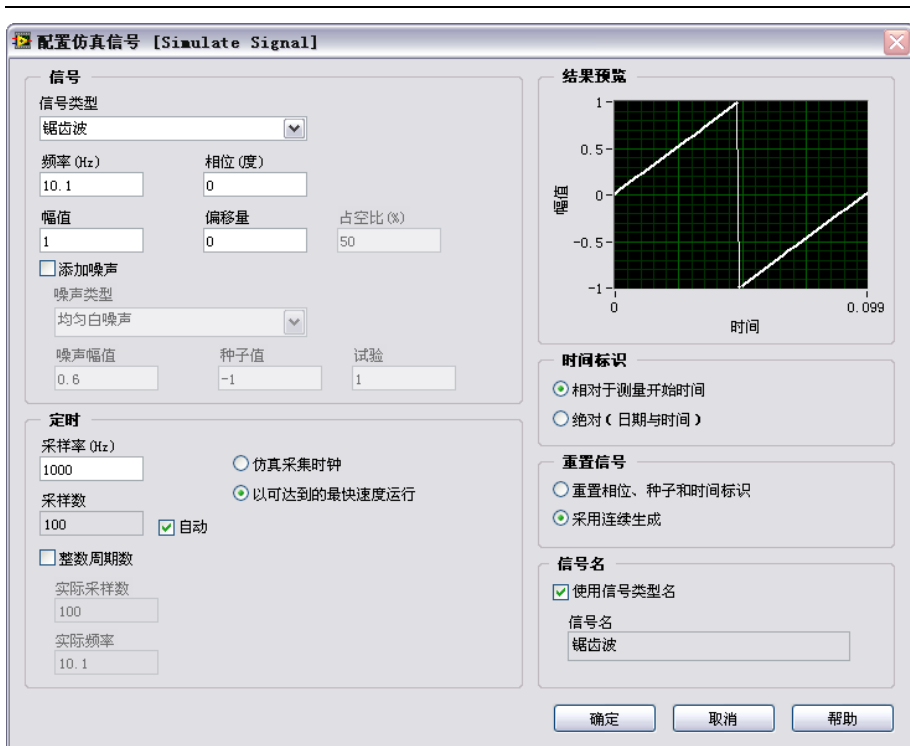 配置仿真信号 [Simulate Signal]
信号
信号类型
锯齿波
频率(Hz) 相位(度)
10.1 0
幅值 偏移量 占空比(%)
1 0 50
添加噪声
噪声类型
均匀白噪声
噪声幅值 种子值 试验
0.6 -1 1
定时
采样率(Hz)
1000
仿真采集时钟
以可达到的最快速度运行
采样数
100 自动
整数周期数
实际采样数
100
实际频率
10.1
结果预览
幅值
1
0.5
0
-0.5
-1
0 0.099
时间
时间标识
相对于测量开始时间
绝对(日期与时间)
重置信号
重置相位、种子和时间标识
采用连续生成
信号名
使用信号类型名
信号名
锯齿波
确定 取消 帮助